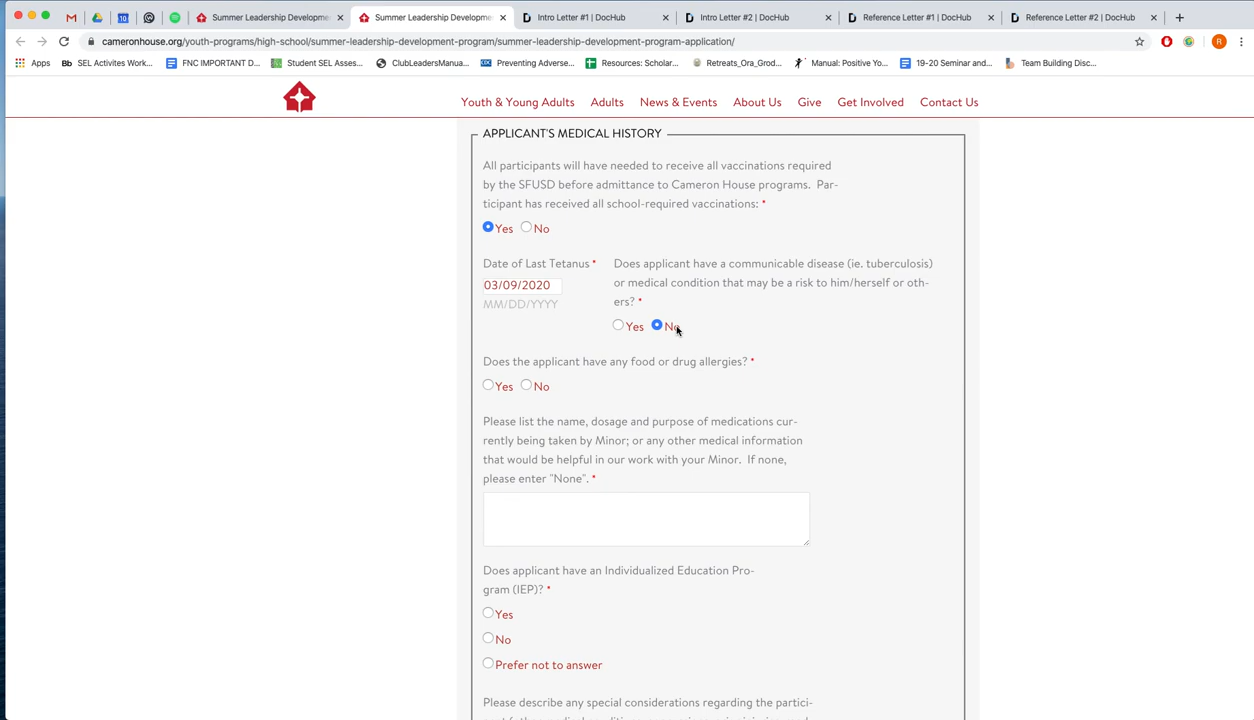 Summer Leadership Developme
Summer Leadership Developme
Intro Letter #1 | DocHub
Intro Letter #2 | DocHub
Reference Letter #1 | DocHub
Reference Letter #2 | DocHub
cameronhouse.org/youth-programs/high-school/summer-leadership-development-program/summer-leadership-development-program-application/
R
Apps
Bb SEL Activites Work...
FNC IMPORTANT D...
Student SEL Asses...
ClubLeadersManua...
Preventing Adverse...
Resources: Scholar...
Retreats_Ora_Grod...
Manual: Positive Yo...
19-20 Seminar and...
Team Building Disc...
Youth & Young Adults Adults News & Events About Us Give Get Involved Contact Us
APPLICANT'S MEDICAL HISTORY
All participants will have needed to receive all vaccinations required
by the SFUSD before admittance to Cameron House programs. Par-
ticipant has received all school-required vaccinations: *
Yes No
Date of Last Tetanus *
03/09/2020
MM/DD/YYYY
Does applicant have a communicable disease (ie. tuberculosis)
or medical condition that may be a risk to him/herself or oth-
ers? *
Yes No
Does the applicant have any food or drug allergies? *
Yes No
Please list the name, dosage and purpose of medications cur-
rently being taken by Minor; or any other medical information
that would be helpful in our work with your Minor. If none,
please enter "None". *
Does applicant have an Individualized Education Pro-
gram (IEP)? *
Yes
No
Prefer not to answer
Please describe any special considerations regarding the partici-